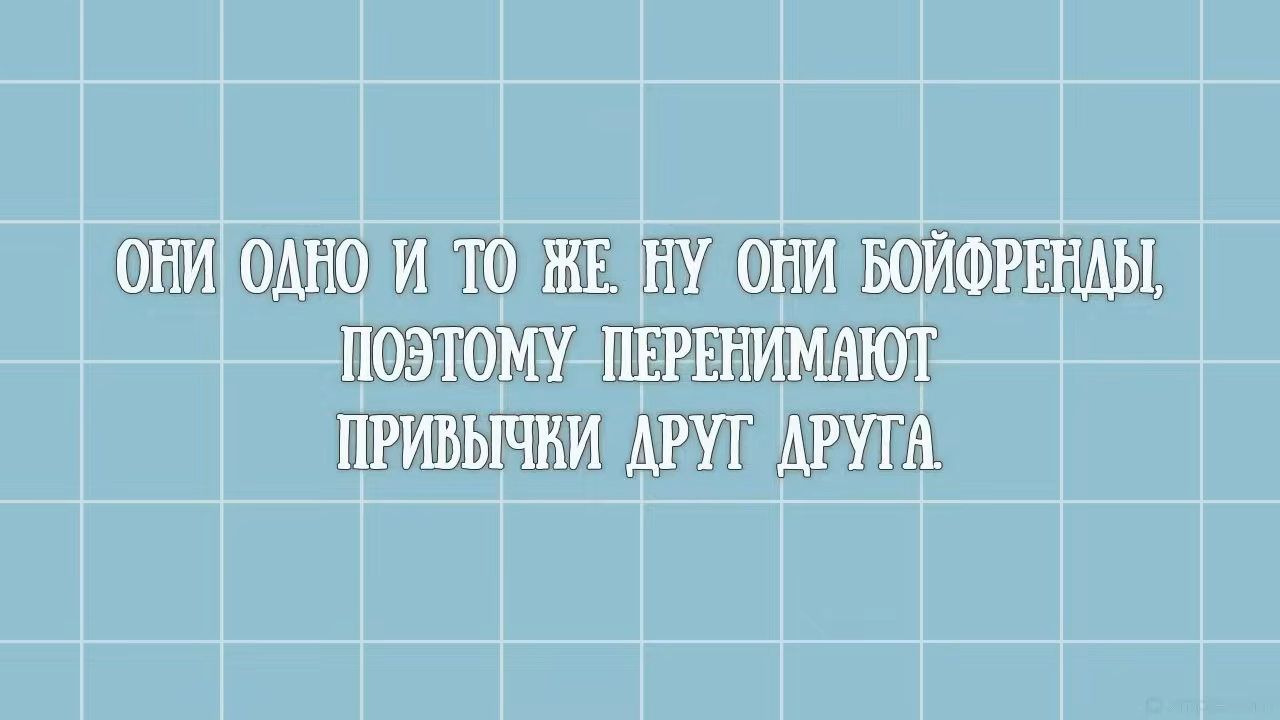 ОНИ ОДНО И ТО ЖЕ. НУ ОНИ БОЙФРЕНДЫ,
ПОЭТОМУ ПЕРЕНИМАЮТ
ПРИВЫЧКИ ДРУГ ДРУГА.